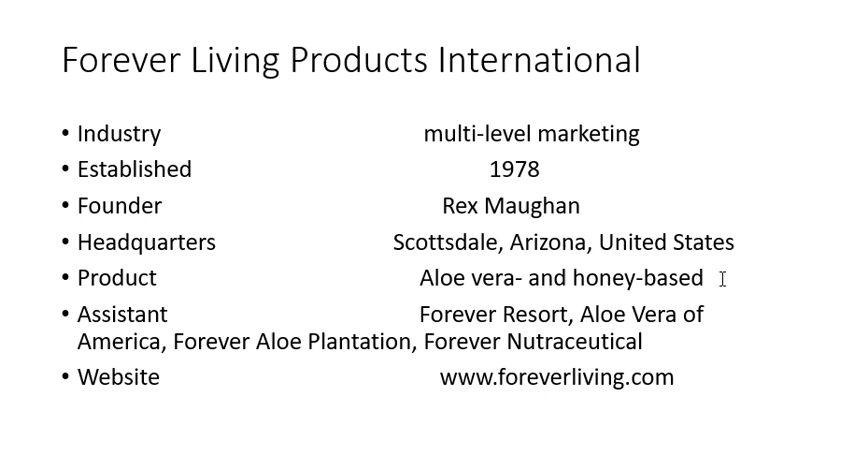 Forever Living Products International
• Industry multi-level marketing
• Established 1978
• Founder Rex Maughan
• Headquarters Scottsdale, Arizona, United States
• Product Aloe vera- and honey-based
• Assistant Forever Resort, Aloe Vera of
America, Forever Aloe Plantation, Forever Nutraceutical
• Website www.foreverliving.com